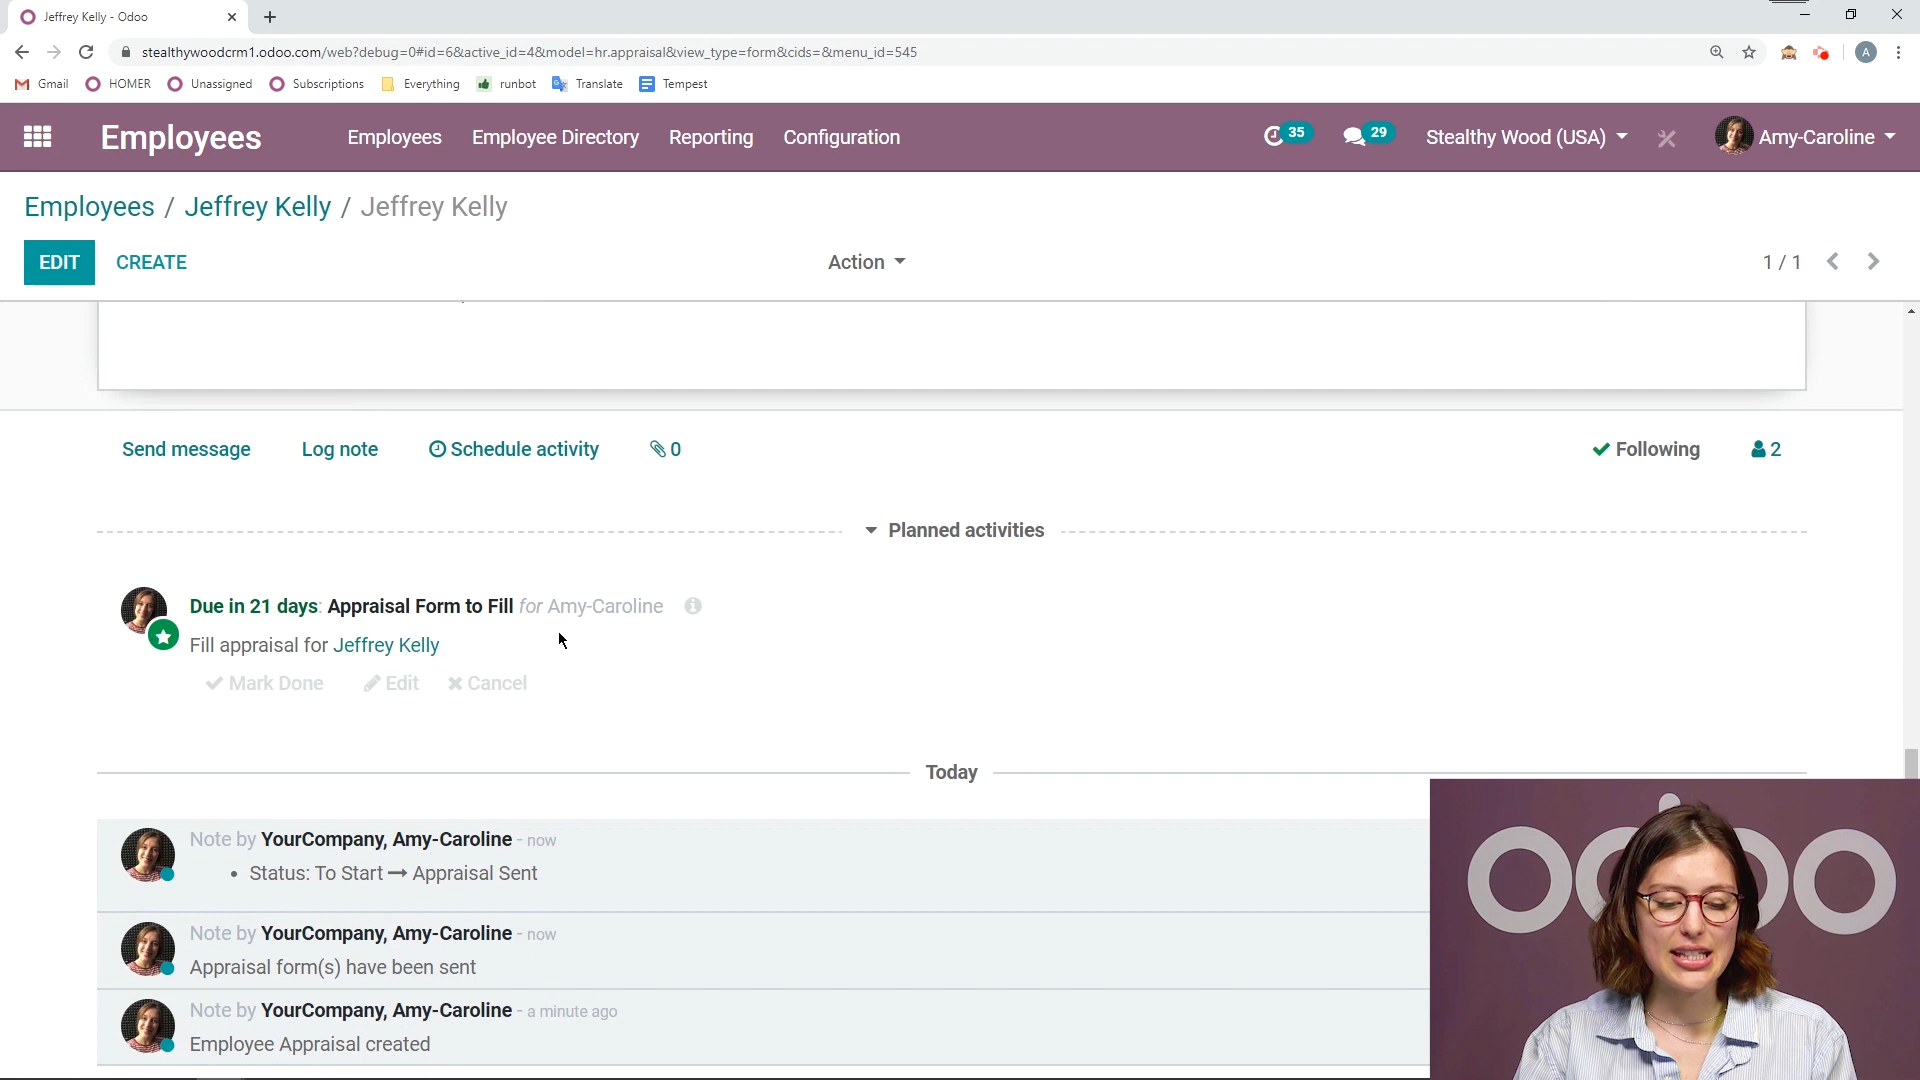 Jeffrey Kelly - Odoo
stealthywoodcrm1.odoo.com/web?debug=0#id=6&active_id=4&model=hr.appraisal&view_type=form&cids=&menu_id=545
A
Gmail HOMER Unassigned Subscriptions Everything runbot Translate Tempest
Employees Employees Employee Directory Reporting Configuration 35 29 Stealthy Wood (USA) Amy-Caroline
Employees / Jeffrey Kelly / Jeffrey Kelly
EDIT CREATE Action 1 / 1
Send message Log note Schedule activity 0 Following 2
Planned activities
Due in 21 days: Appraisal Form to Fill for Amy-Caroline
Fill appraisal for Jeffrey Kelly
Mark Done Edit Cancel
Today
Note by YourCompany, Amy-Caroline - now
• Status: To Start → Appraisal Sent
Note by YourCompany, Amy-Caroline - now
Appraisal form(s) have been sent
Note by YourCompany, Amy-Caroline - a minute ago
Employee Appraisal created
odoo